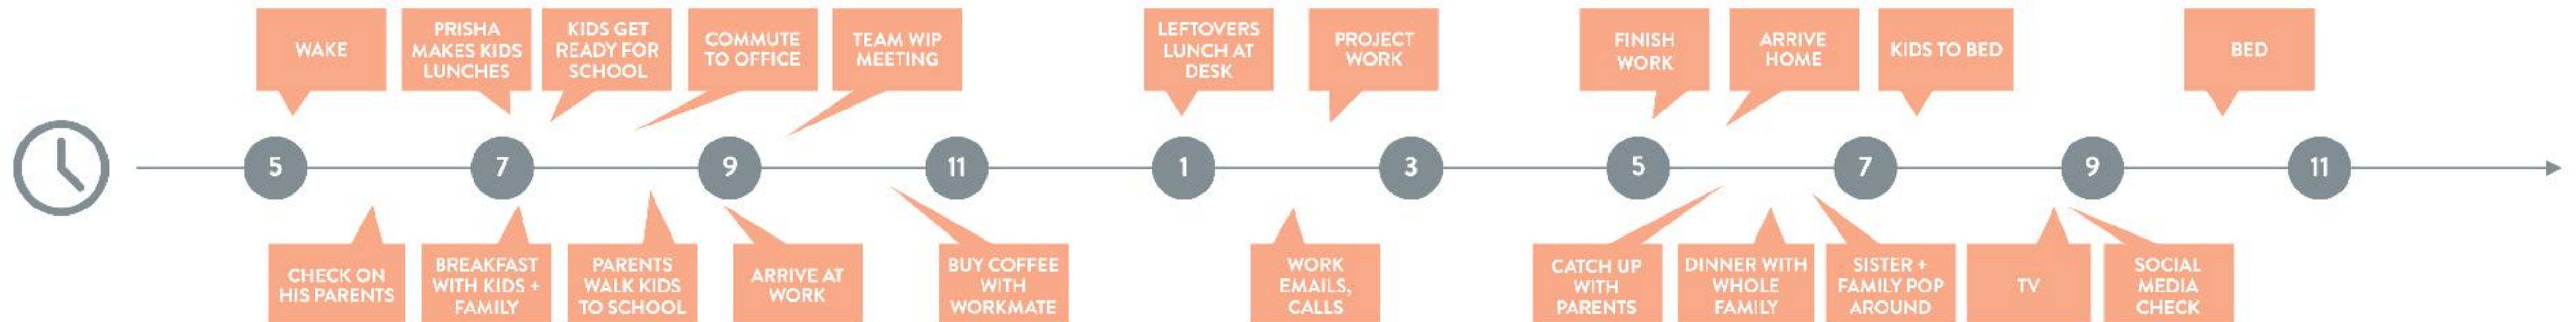 WAKE
PRISHA
MAKES KIDS
LUNCHES
KIDS GET
READY FOR
SCHOOL
COMMUTE
TO OFFICE
TEAM WIP
MEETING
LEFTOVERS
LUNCH AT
DESK
PROJECT
WORK
FINISH
WORK
ARRIVE
HOME
KIDS TO BED
BED
5
7
9
11
1
3
5
7
9
11
CHECK ON
HIS PARENTS
BREAKFAST
WITH KIDS +
FAMILY
PARENTS
WALK KIDS
TO SCHOOL
ARRIVE AT
WORK
BUY COFFEE
WITH
WORKMATE
WORK
EMAILS,
CALLS
CATCH UP
WITH
PARENTS
DINNER WITH
WHOLE
FAMILY
SISTER +
FAMILY POP
AROUND
TV
SOCIAL
MEDIA
CHECK